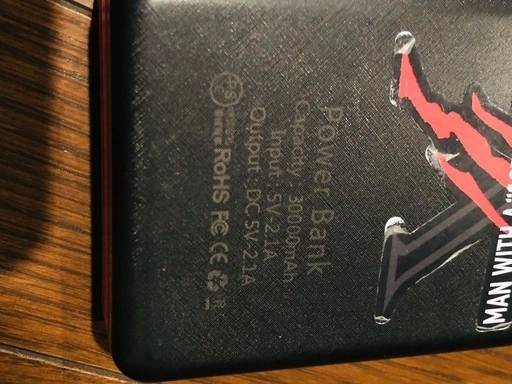 Power Bank
Capacity : 30000mAh
Input : 5V-2.1A
Output : DC 5V-2.1A
RoHS FC CE
MAN WITH A